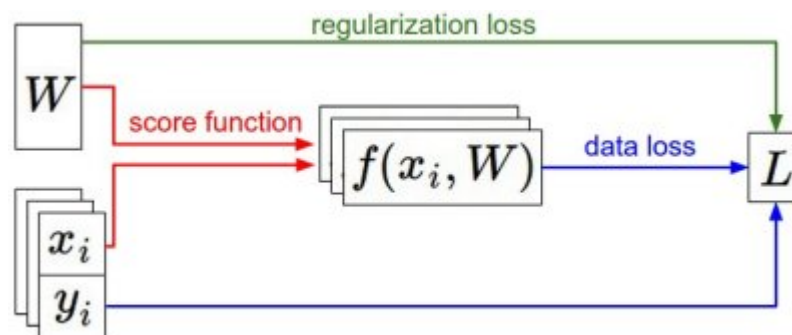 regularization loss
W
score function
f(x_i, W)
data loss
L
x_i
y_i